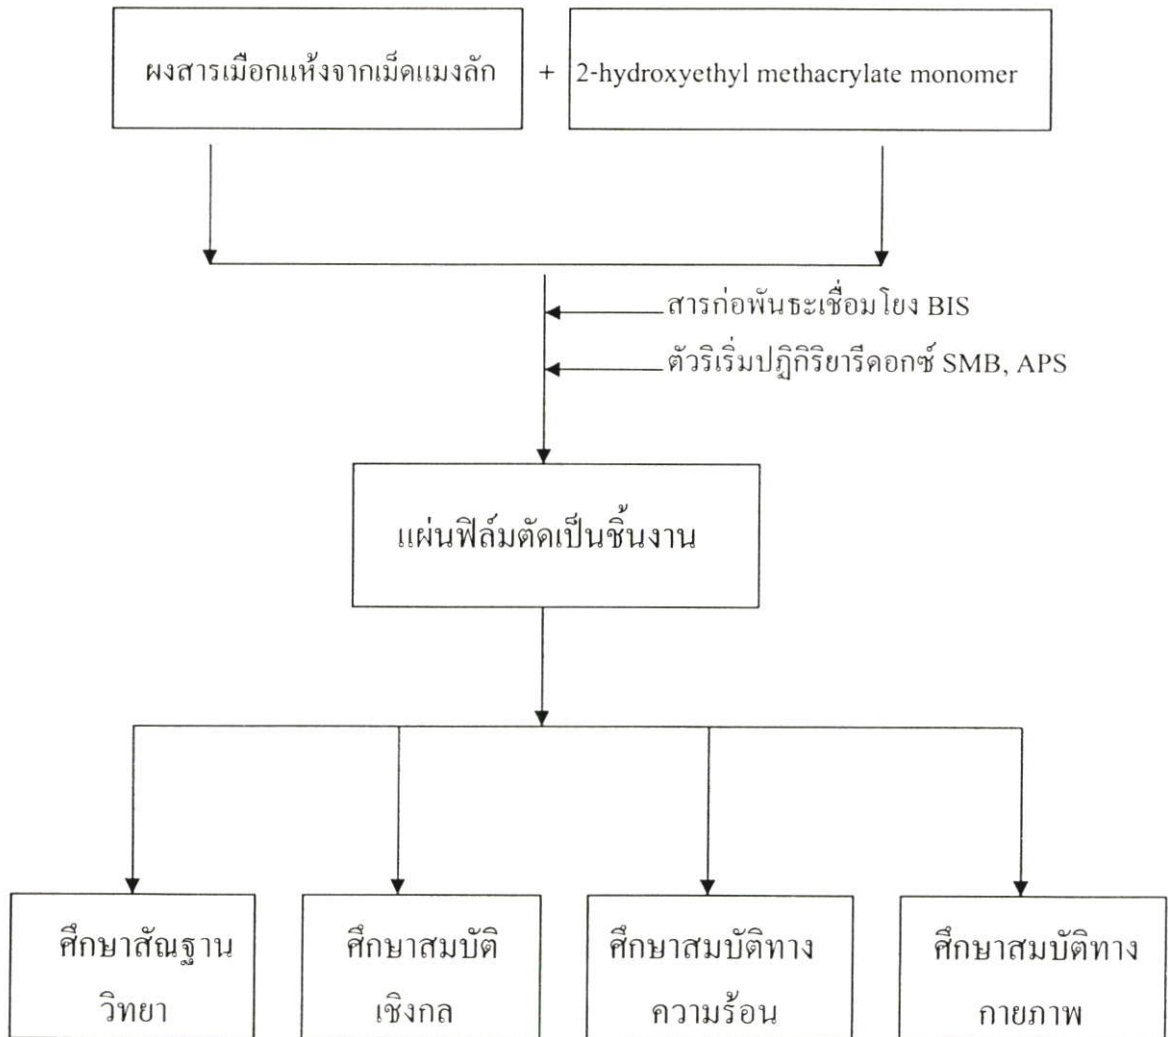 ผงสารเมือกแห้งจากเม็ดแมงลัก + 2-hydroxyethyl methacrylate monomer
สารก่อพันธะเชื่อมโยง BIS
ตัวริเริ่มปฏิกิริยารีดอกซ์ SMB, APS
แผ่นฟิล์มตัดเป็นชิ้นงาน
ศึกษาสัณฐาน
วิทยา
ศึกษาสมบัติ
เชิงกล
ศึกษาสมบัติทาง
ความร้อน
ศึกษาสมบัติทาง
กายภาพ